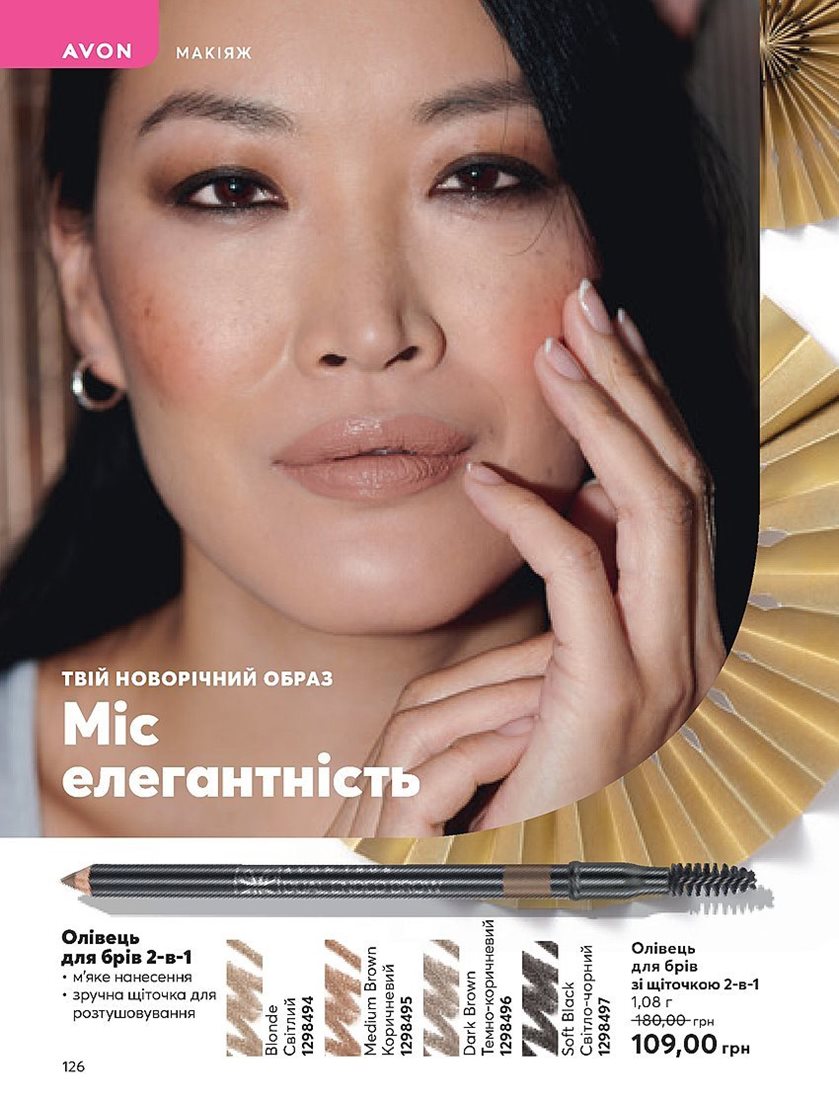 AVON
МАКІЯЖ
ТВІЙ НОВОРІЧНИЙ ОБРАЗ
Міс
елегантність
Олівець
для брів 2-в-1
• м'яке нанесення
• зручна щіточка для
розтушовування
Blonde
Світлий
1298494
Medium Brown
Коричневий
1298495
Dark Brown
Темно-коричневий
1298496
Soft Black
Світло-чорний
1298497
Олівець
для брів
зі щіточкою 2-в-1
1,08 г
180,00 грн
109,00 грн
126